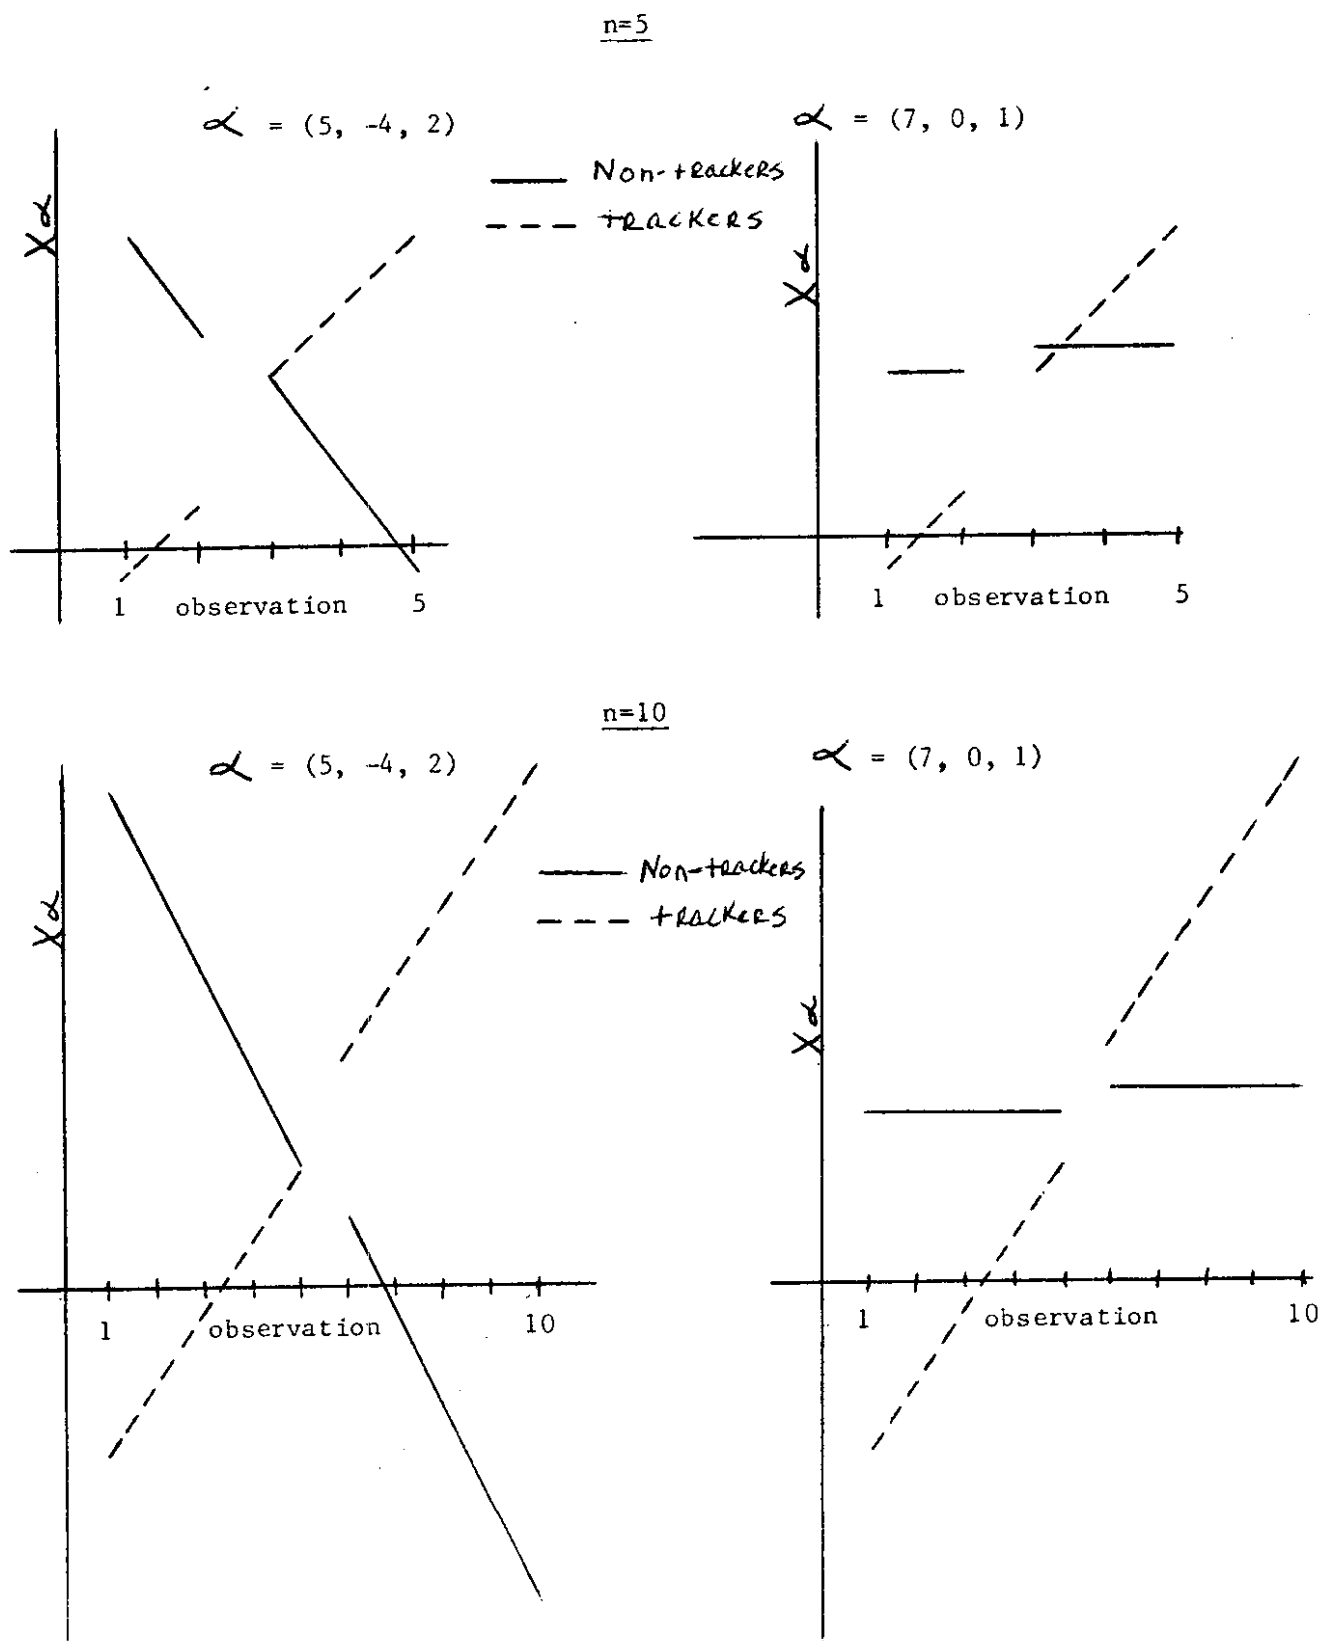 n=5
α = (5, -4, 2)
α = (7, 0, 1)
Non-trackers
trackers
Xα
Xα
1 observation 5
1 observation 5
n=10
α = (5, -4, 2)
α = (7, 0, 1)
Non-trackers
trackers
Xα
Xα
1 observation 10
1 observation 10